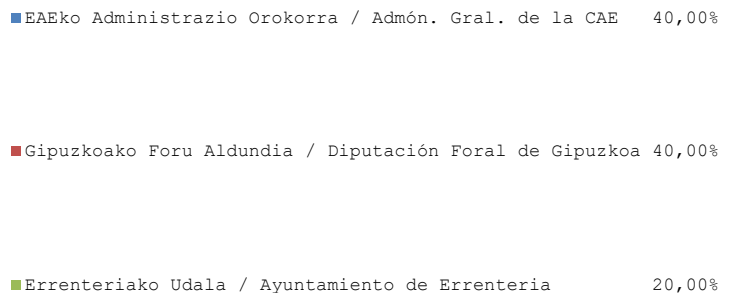 EAEko Administrazio Orokorra / Admón. Gral. de la CAE 40,00%
Gipuzkoako Foru Aldundia / Diputación Foral de Gipuzkoa 40,00%
Errenteriako Udala / Ayuntamiento de Errenteria 20,00%